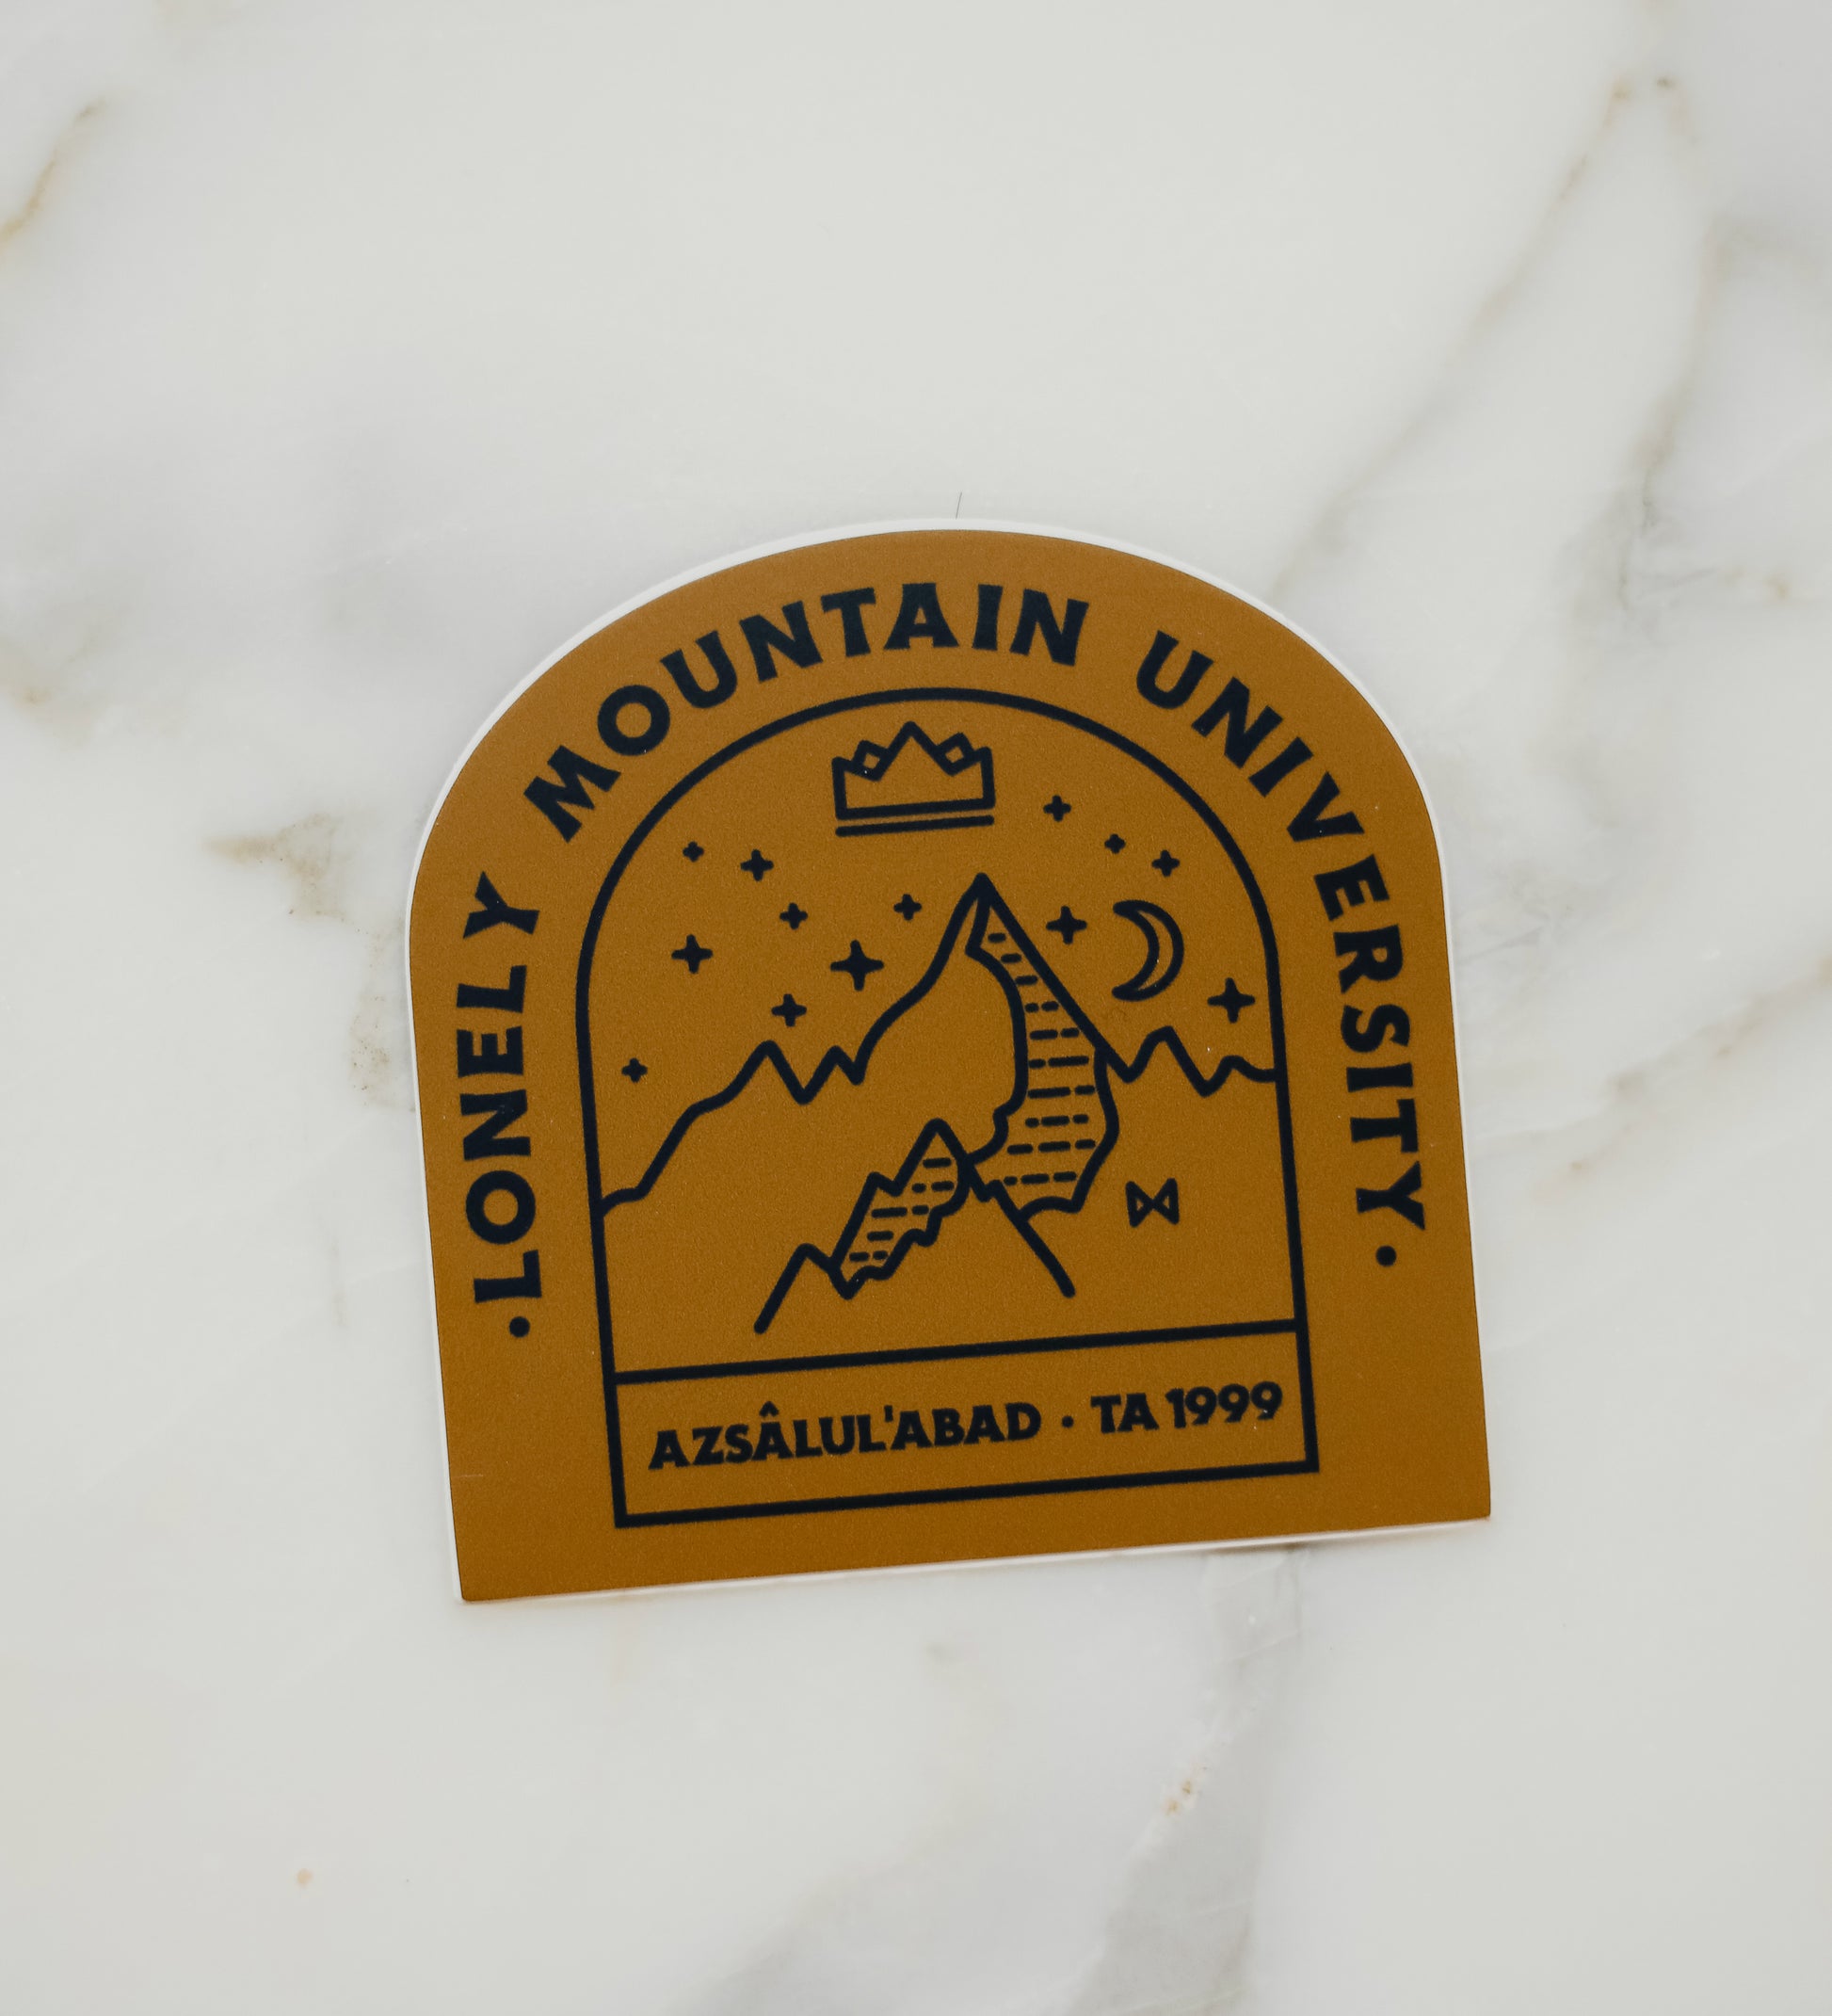 ·LONELY MOUNTAIN UNIVERSITY·
AZSÂLUL'ABAD · TA 1999